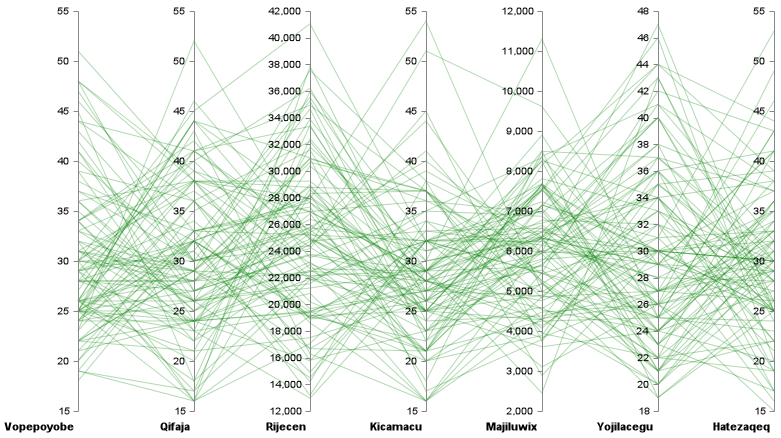 55 55 42,000 55 12,000 48 55
40,000 46
50 50 38,000 50 11,000 44 50
36,000 10,000 42
45 45 34,000 45 9,000 40 45
32,000 38
40 40 30,000 40 8,000 36 40
28,000 34
35 35 26,000 35 7,000 32 35
30 30 24,000 30 6,000 30 30
22,000 28
25 25 20,000 25 5,000 26 25
18,000 4,000 24
20 20 16,000 20 22 20
14,000 3,000 20
15 15 12,000 15 2,000 18 15
Vopepoyobe Qifaja Rijecen Kicamacu Majiluwix Yojilacegu Hatezaqeq